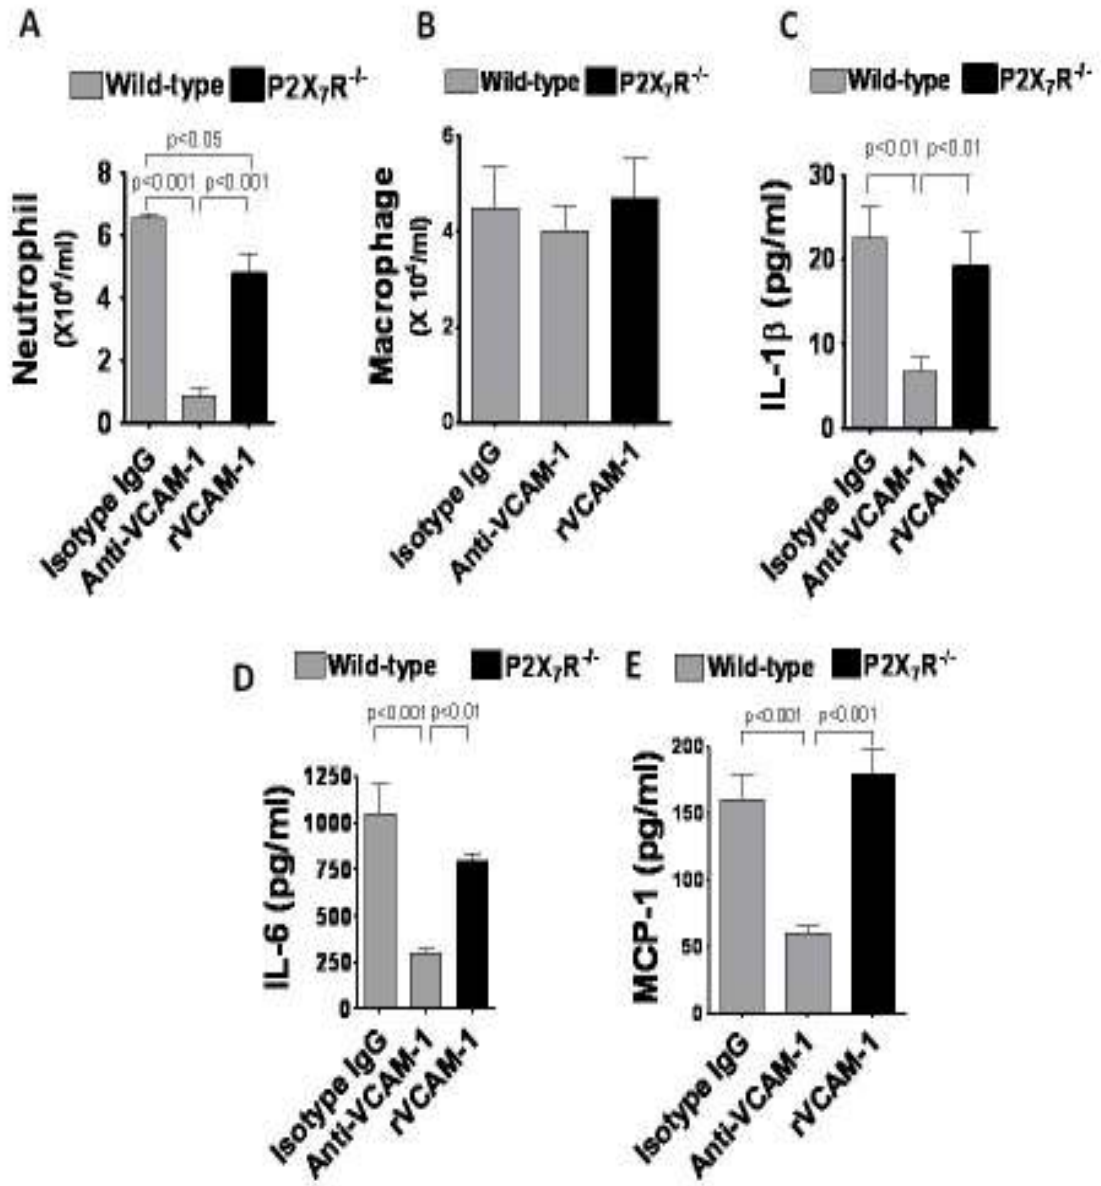 A
B
C
Wild-type P2X₇R⁻/⁻
Wild-type P2X₇R⁻/⁻
Wild-type P2X₇R⁻/⁻
p<0.05
p<0.001 p<0.001
Neutrophil
(X10⁴/ml)
8
6
4
2
0
Isotype IgG
Anti-VCAM-1
rVCAM-1
Macrophage
(X 10⁴/ml)
6
4
2
0
Isotype IgG
Anti-VCAM-1
rVCAM-1
p<0.01 p<0.01
IL-1β (pg/ml)
30
20
10
0
Isotype IgG
Anti-VCAM-1
rVCAM-1
D
Wild-type P2X₇R⁻/⁻
p<0.001 p<0.01
IL-6 (pg/ml)
1250
1000
750
500
250
0
Isotype IgG
Anti-VCAM-1
rVCAM-1
E
Wild-type P2X₇R⁻/⁻
p<0.001 p<0.001
MCP-1 (pg/ml)
200
150
100
50
0
Isotype IgG
Anti-VCAM-1
rVCAM-1